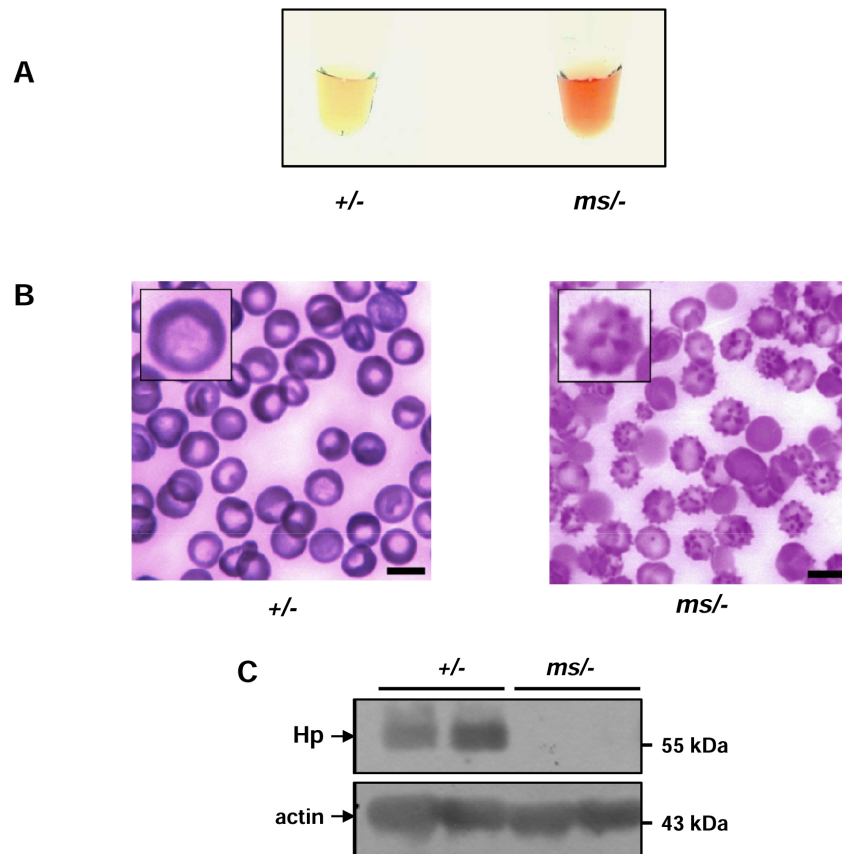 A
+/- ms/-
B
+/- ms/-
C
+/- ms/-
Hp 55 kDa
actin 43 kDa